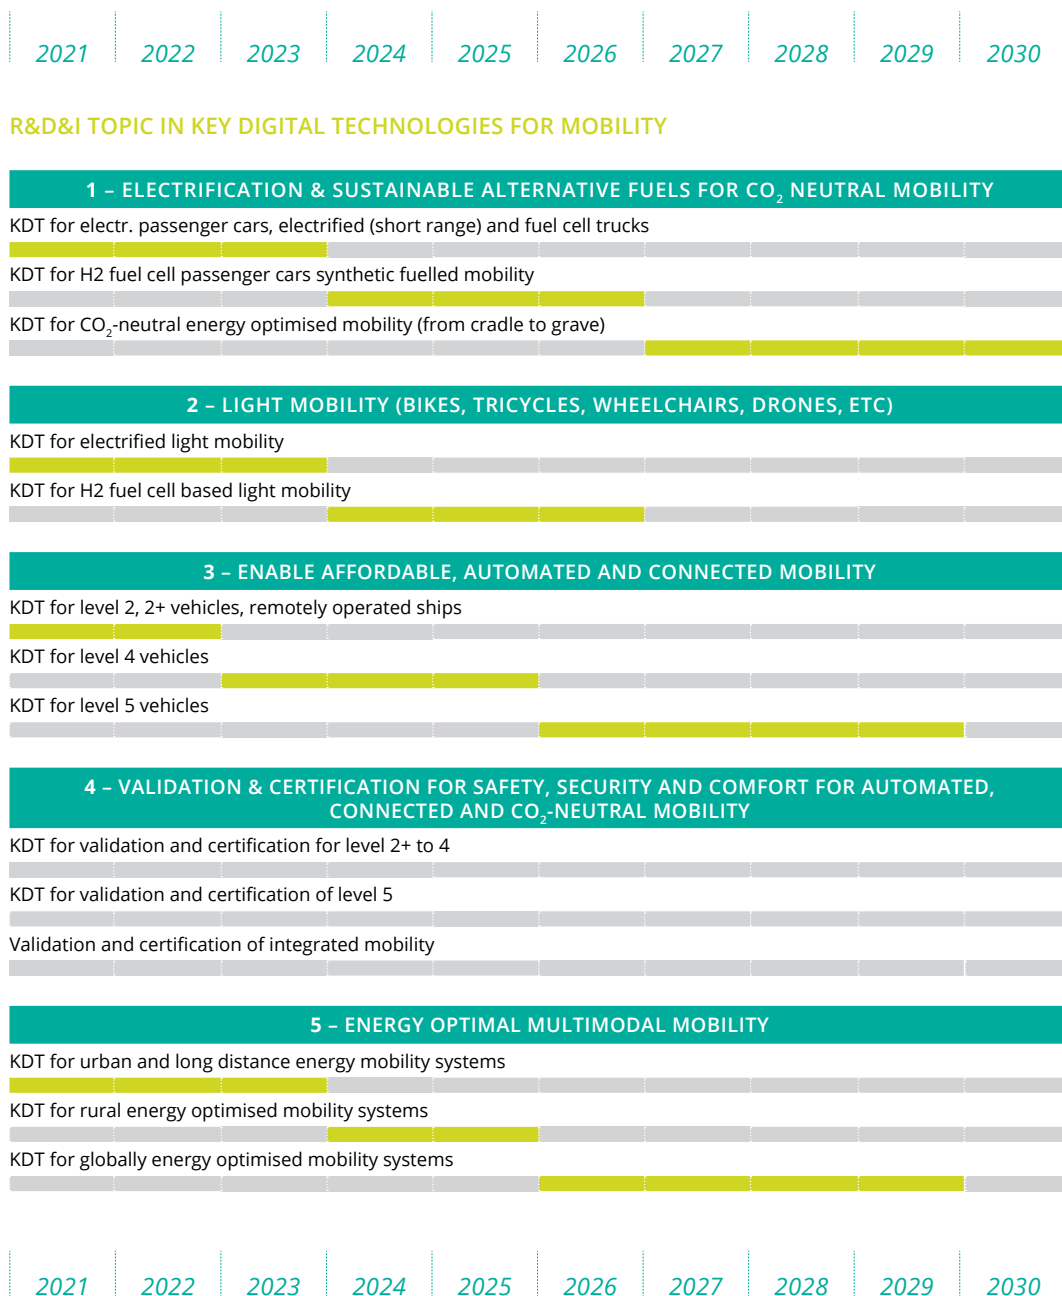 2021 2022 2023 2024 2025 2026 2027 2028 2029 2030
R&D&I TOPIC IN KEY DIGITAL TECHNOLOGIES FOR MOBILITY
1 – ELECTRIFICATION & SUSTAINABLE ALTERNATIVE FUELS FOR CO₂ NEUTRAL MOBILITY
KDT for electr. passenger cars, electrified (short range) and fuel cell trucks
KDT for H2 fuel cell passenger cars synthetic fuelled mobility
KDT for CO₂-neutral energy optimised mobility (from cradle to grave)
2 – LIGHT MOBILITY (BIKES, TRICYCLES, WHEELCHAIRS, DRONES, ETC)
KDT for electrified light mobility
KDT for H2 fuel cell based light mobility
3 – ENABLE AFFORDABLE, AUTOMATED AND CONNECTED MOBILITY
KDT for level 2, 2+ vehicles, remotely operated ships
KDT for level 4 vehicles
KDT for level 5 vehicles
4 – VALIDATION & CERTIFICATION FOR SAFETY, SECURITY AND COMFORT FOR AUTOMATED,
CONNECTED AND CO₂-NEUTRAL MOBILITY
KDT for validation and certification for level 2+ to 4
KDT for validation and certification of level 5
Validation and certification of integrated mobility
5 – ENERGY OPTIMAL MULTIMODAL MOBILITY
KDT for urban and long distance energy mobility systems
KDT for rural energy optimised mobility systems
KDT for globally energy optimised mobility systems
2021 2022 2023 2024 2025 2026 2027 2028 2029 2030